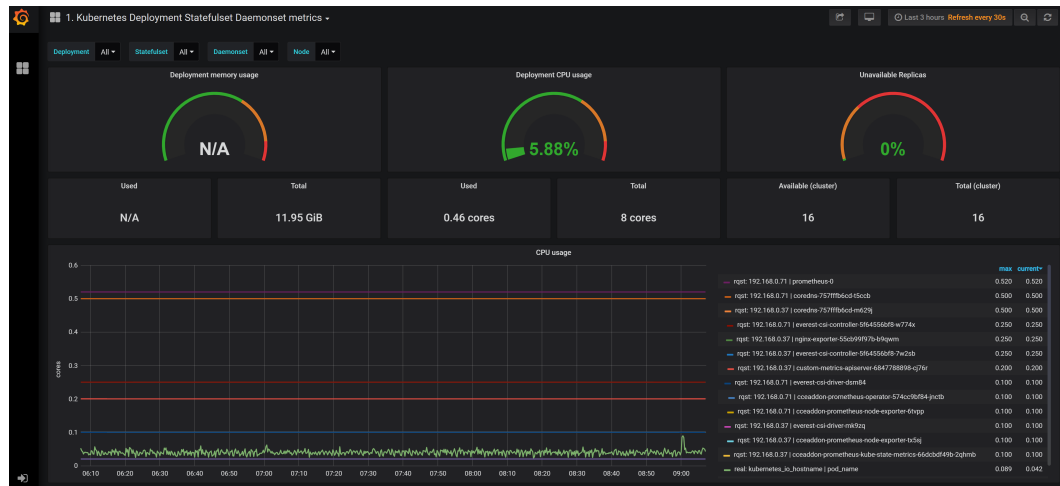 1. Kubernetes Deployment Statefulset Daemonset metrics
Last 3 hours Refresh every 30s
Deployment All Statefulset All Daemonset All Node All
Deployment memory usage
N/A
Deployment CPU usage
5.88%
Unavailable Replicas
0%
Used
N/A
Total
11.95 GiB
Used
0.46 cores
Total
8 cores
Available (cluster)
16
Total (cluster)
16
CPU usage
cores
0.6
0.5
0.4
0.3
0.2
0.1
0
06:10 06:20 06:30 06:40 06:50 07:00 07:10 07:20 07:30 07:40 07:50 08:00 08:10 08:20 08:30 08:40 08:50 09:00
max current
rqst: 192.168.0.71 | prometheus-0 0.520 0.520
rqst: 192.168.0.71 | coredns-757fffb6cd-t5ccb 0.500 0.500
rqst: 192.168.0.37 | coredns-757fffb6cd-m629j 0.500 0.500
rqst: 192.168.0.71 | everest-csi-controller-5f64556bf8-w774x 0.250 0.250
rqst: 192.168.0.37 | nginx-exporter-55cb99f97b-b9qwm 0.250 0.250
rqst: 192.168.0.37 | everest-csi-controller-5f64556bf8-7w2sb 0.250 0.250
rqst: 192.168.0.37 | custom-metrics-apiserver-6847788898-cj76r 0.200 0.200
rqst: 192.168.0.71 | everest-csi-driver-dsm84 0.100 0.100
rqst: 192.168.0.71 | cceaddon-prometheus-operator-574cc9bf84-jnctb 0.100 0.100
rqst: 192.168.0.71 | cceaddon-prometheus-node-exporter-6tvpp 0.100 0.100
rqst: 192.168.0.37 | everest-csi-driver-mk9zq 0.100 0.100
rqst: 192.168.0.37 | cceaddon-prometheus-node-exporter-tx5sj 0.100 0.100
rqst: 192.168.0.37 | cceaddon-prometheus-kube-state-metrics-66dcbdf49b-2qhmb 0.100 0.100
real: kubernetes_io_hostname | pod_name 0.089 0.042